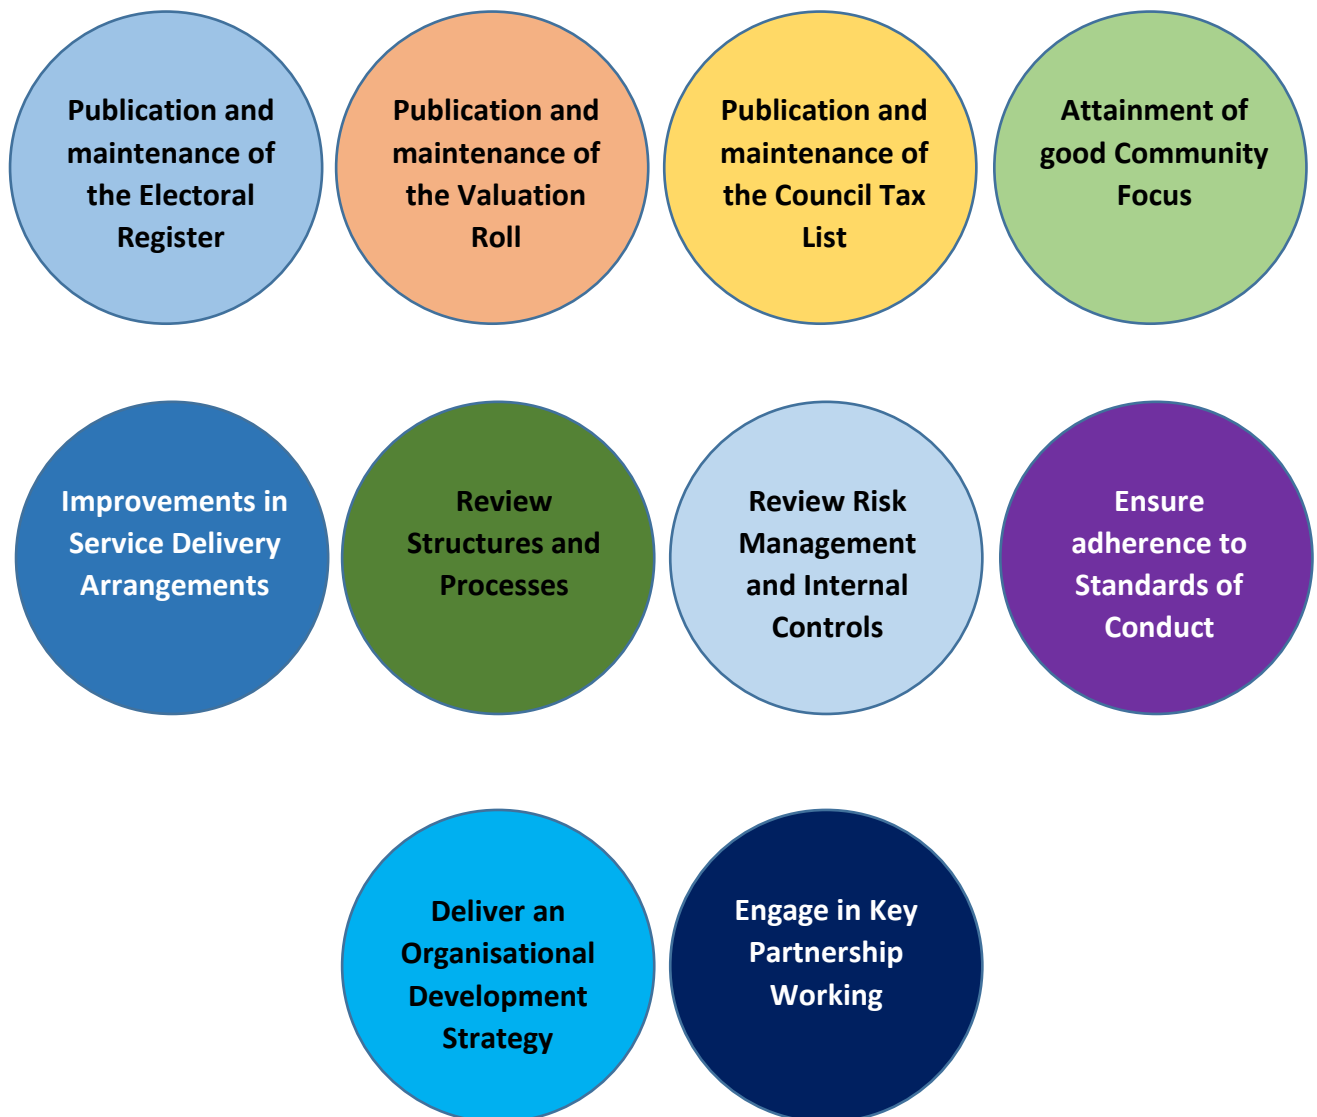 Publication and
maintenance of
the Electoral
Register
Publication and
maintenance of
the Valuation
Roll
Publication and
maintenance of
the Council Tax
List
Attainment of
good Community
Focus
Improvements in
Service Delivery
Arrangements
Review
Structures and
Processes
Review Risk
Management
and Internal
Controls
Ensure
adherence to
Standards of
Conduct
Deliver an
Organisational
Development
Strategy
Engage in Key
Partnership
Working